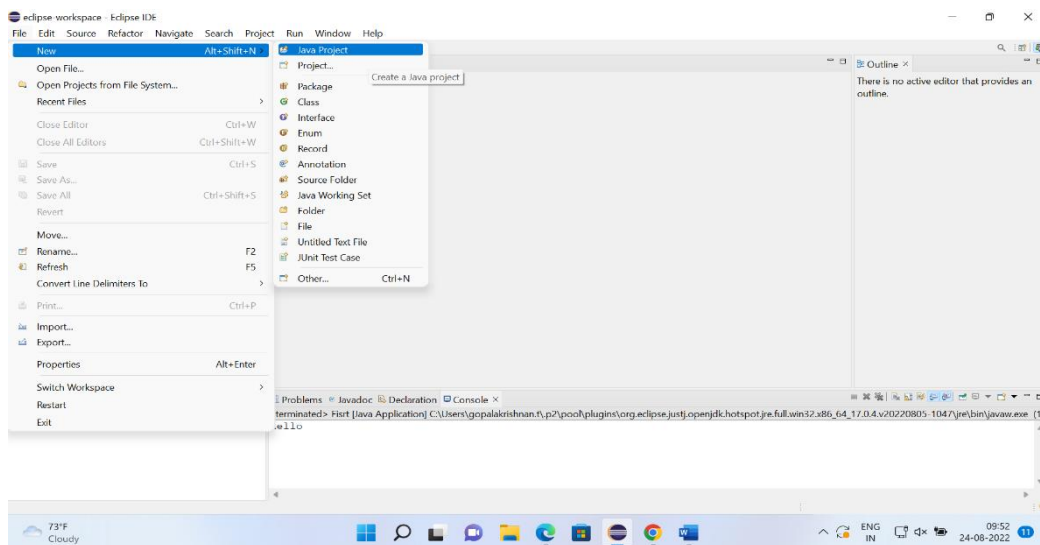 eclipse-workspace - Eclipse IDE
File Edit Source Refactor Navigate Search Project Run Window Help
New Alt+Shift+N >
Open File...
Open Projects from File System...
Recent Files >
Close Editor Ctrl+W
Close All Editors Ctrl+Shift+W
Save Ctrl+S
Save As...
Save All Ctrl+Shift+S
Revert
Move...
Rename... F2
Refresh F5
Convert Line Delimiters To >
Print... Ctrl+P
Import...
Export...
Properties Alt+Enter
Switch Workspace >
Restart
Exit
Java Project
Project...
Create a Java project
Package
Class
Interface
Enum
Record
Annotation
Source Folder
Java Working Set
Folder
File
Untitled Text File
JUnit Test Case
Other... Ctrl+N
Outline ×
There is no active editor that provides an
outline.
Problems Javadoc Declaration Console ×
terminated> Fisrt [Java Application] C:\Users\gopalakrishnan.t\.p2\pool\plugins\org.eclipse.justj.openjdk.hotspot.jre.full.win32.x86_64_17.0.4.v20220805-1047\jre\bin\javaw.exe (1
ello
73°F
Cloudy
ENG
IN
09:52
24-08-2022
11